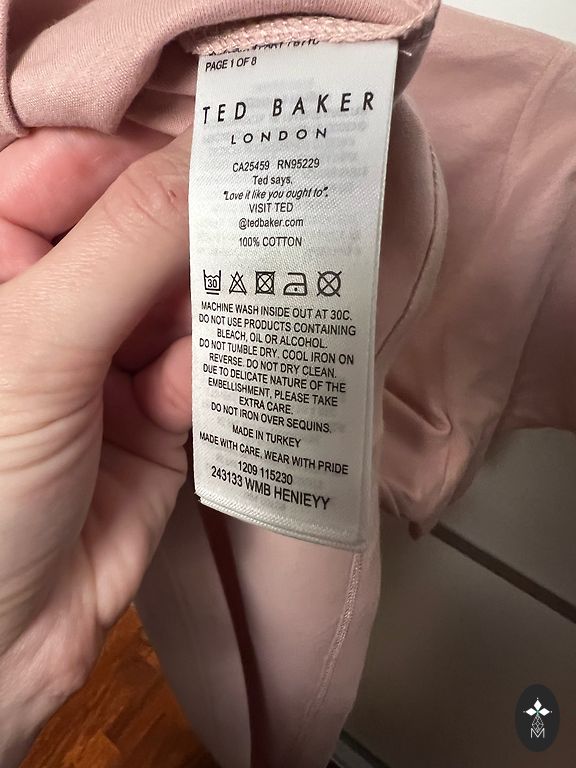 PAGE 1 OF 8
TED BAKER
LONDON
CA25459 RN95229
Ted says,
"Love it like you ought to".
VISIT TED
@tedbaker.com
100% COTTON
30
MACHINE WASH INSIDE OUT AT 30C.
DO NOT USE PRODUCTS CONTAINING
BLEACH, OIL OR ALCOHOL.
DO NOT TUMBLE DRY. COOL IRON ON
REVERSE. DO NOT DRY CLEAN.
DUE TO DELICATE NATURE OF THE
EMBELLISHMENT, PLEASE TAKE
EXTRA CARE.
DO NOT IRON OVER SEQUINS.
MADE IN TURKEY
MADE WITH CARE, WEAR WITH PRIDE
1209 115230
243133 WMB HENIEYY
M